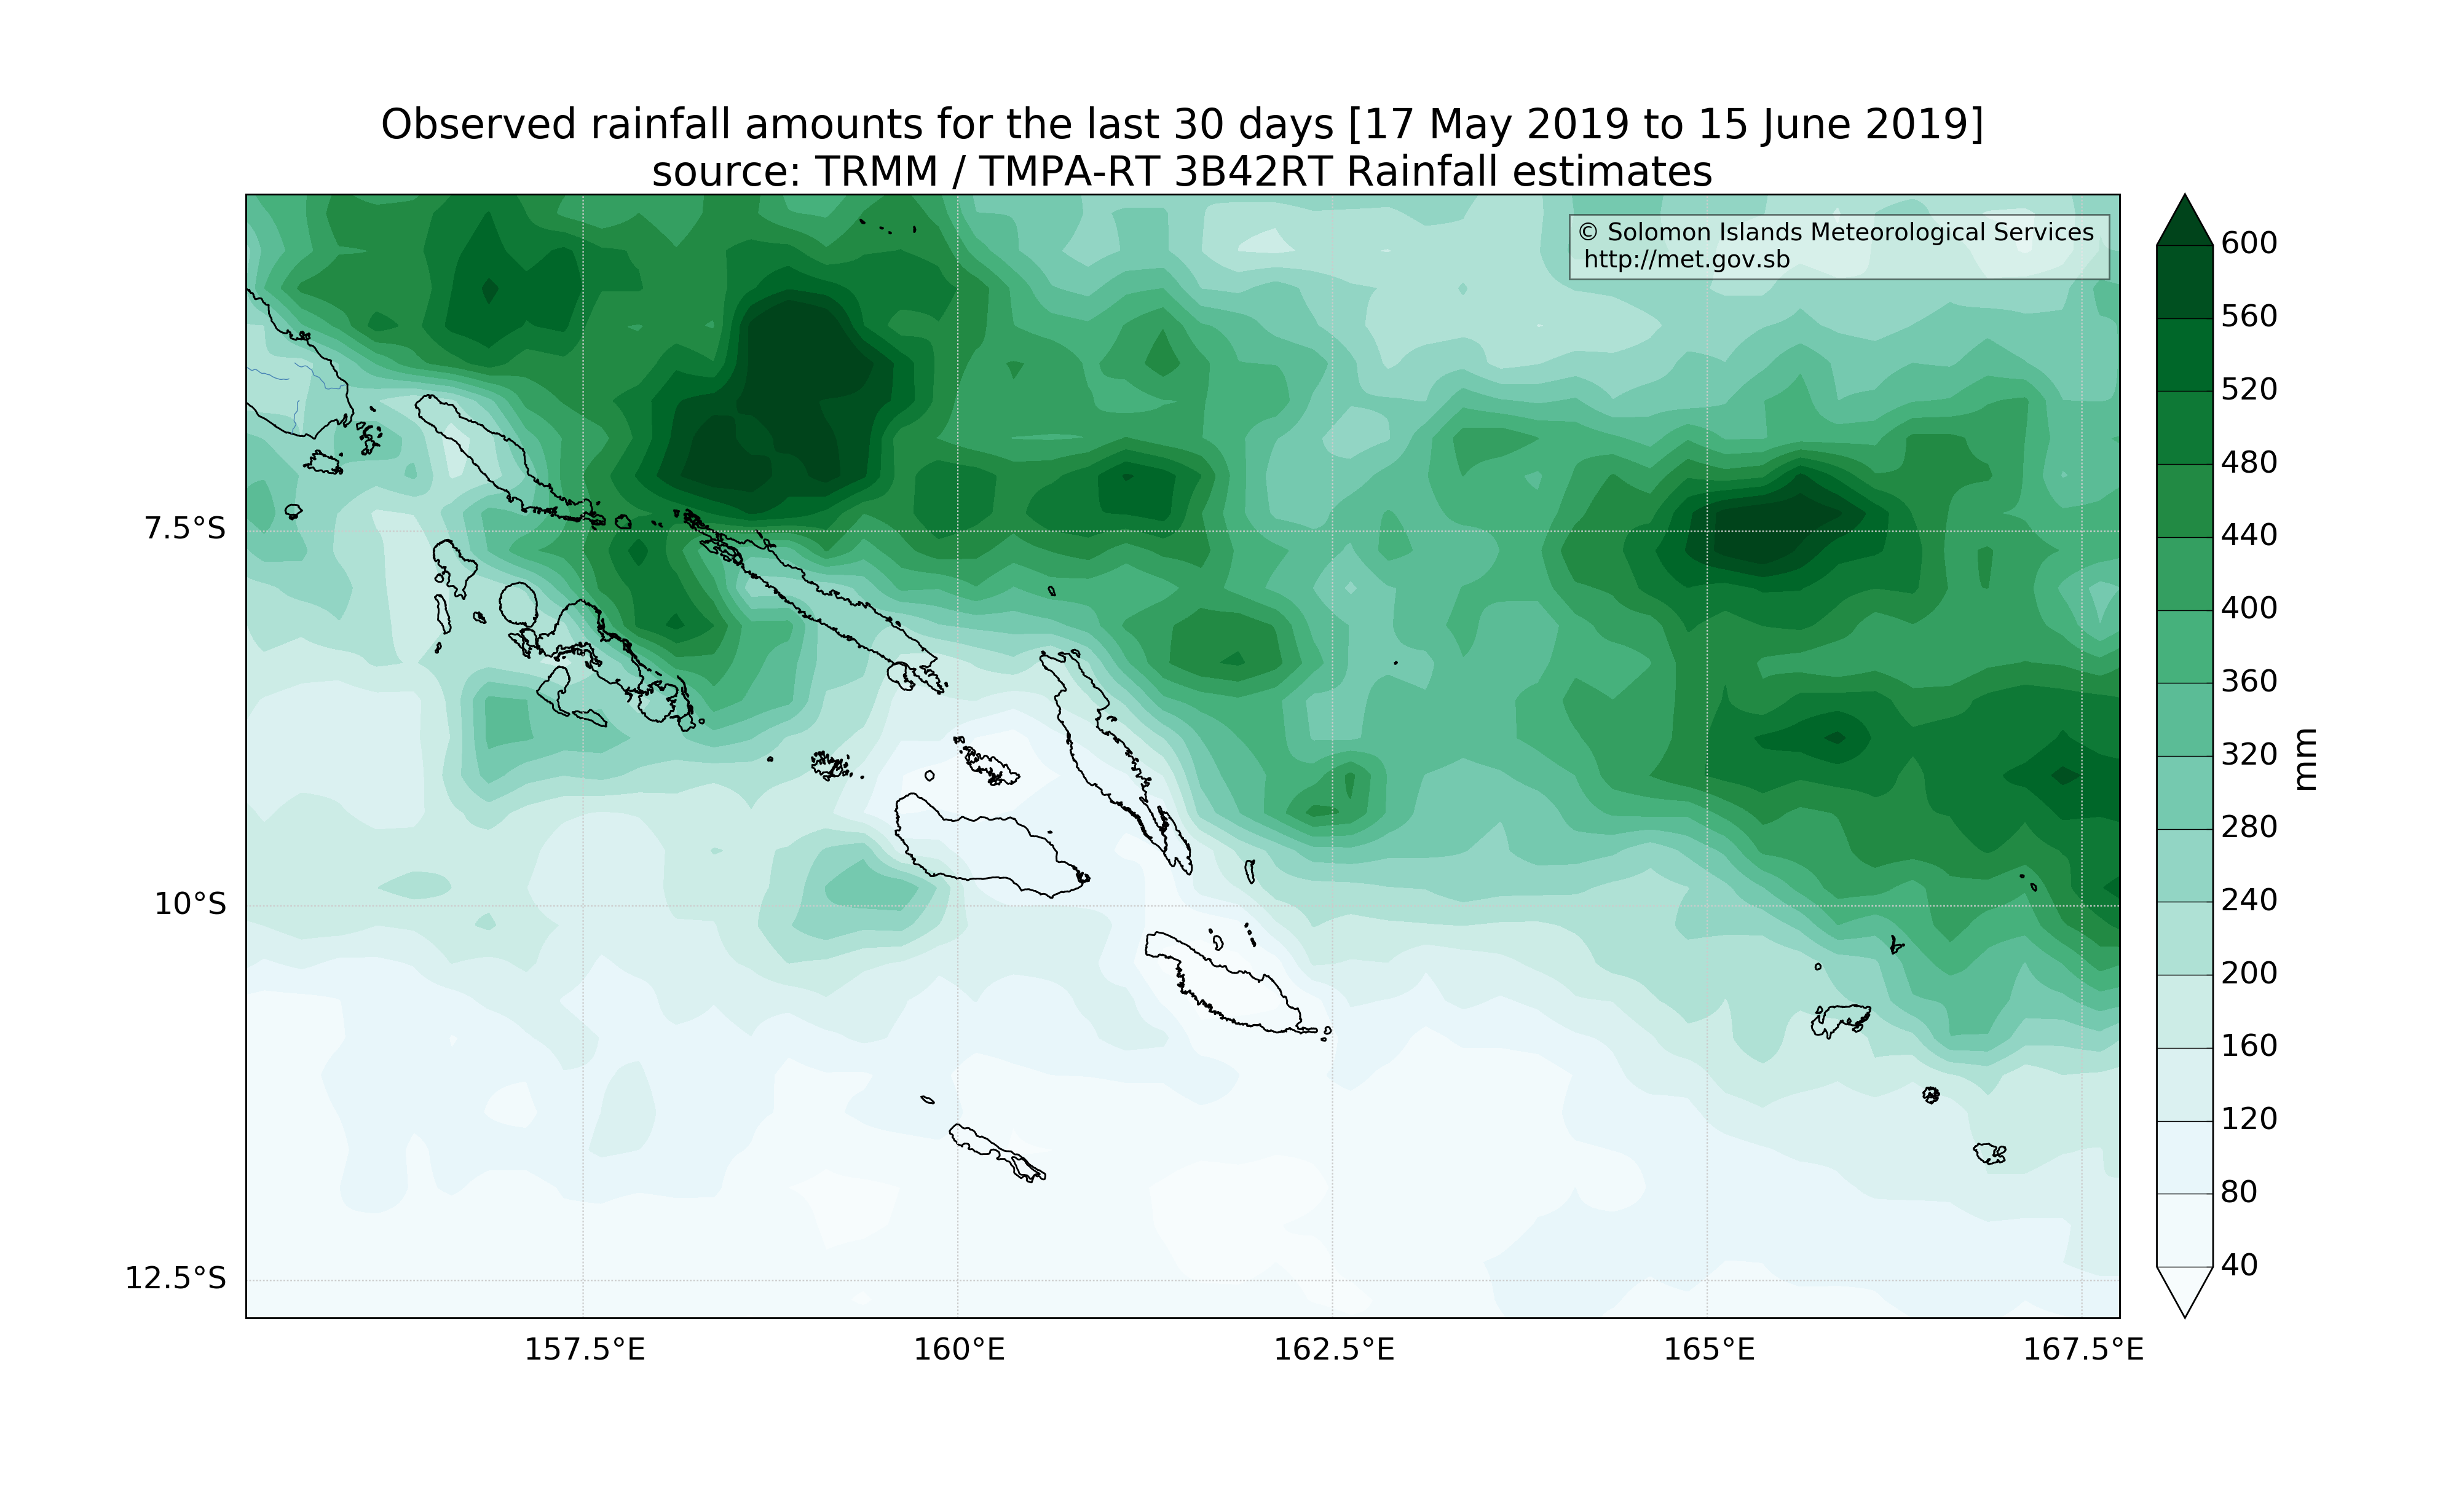 Observed rainfall amounts for the last 30 days [17 May 2019 to 15 June 2019]
source: TRMM / TMPA-RT 3B42RT Rainfall estimates
© Solomon Islands Meteorological Services
http://met.gov.sb
600
560
520
480
440
400
360
320
280
240
200
160
120
80
40
mm
7.5°S
10°S
12.5°S
157.5°E
160°E
162.5°E
165°E
167.5°E